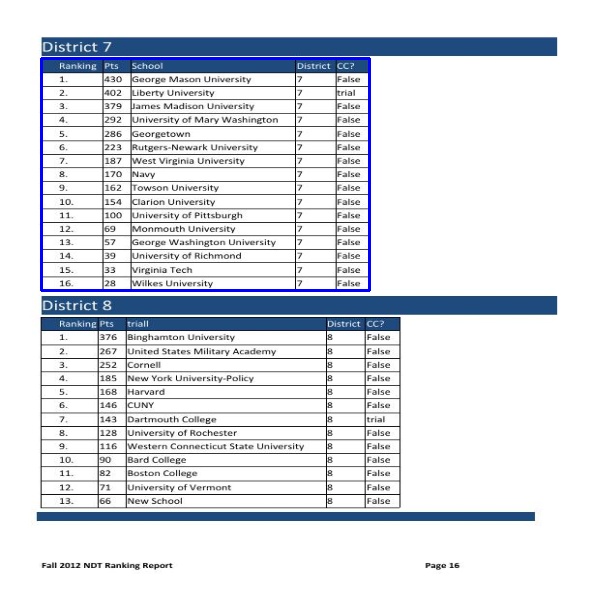 District 7
Ranking Pts School District CC?
1. 430 George Mason University 7 False
2. 402 Liberty University 7 trial
3. 379 James Madison University 7 False
4. 292 University of Mary Washington 7 False
5. 286 Georgetown 7 False
6. 223 Rutgers-Newark University 7 False
7. 187 West Virginia University 7 False
8. 170 Navy 7 False
9. 162 Towson University 7 False
10. 154 Clarion University 7 False
11. 100 University of Pittsburgh 7 False
12. 69 Monmouth University 7 False
13. 57 George Washington University 7 False
14. 39 University of Richmond 7 False
15. 33 Virginia Tech 7 False
16. 28 Wilkes University 7 False
District 8
Ranking Pts triall District CC?
1. 376 Binghamton University 8 False
2. 267 United States Military Academy 8 False
3. 252 Cornell 8 False
4. 185 New York University-Policy 8 False
5. 168 Harvard 8 False
6. 146 CUNY 8 False
7. 143 Dartmouth College 8 trial
8. 128 University of Rochester 8 False
9. 116 Western Connecticut State University 8 False
10. 90 Bard College 8 False
11. 82 Boston College 8 False
12. 71 University of Vermont 8 False
13. 66 New School 8 False
Fall 2012 NDT Ranking Report Page 16